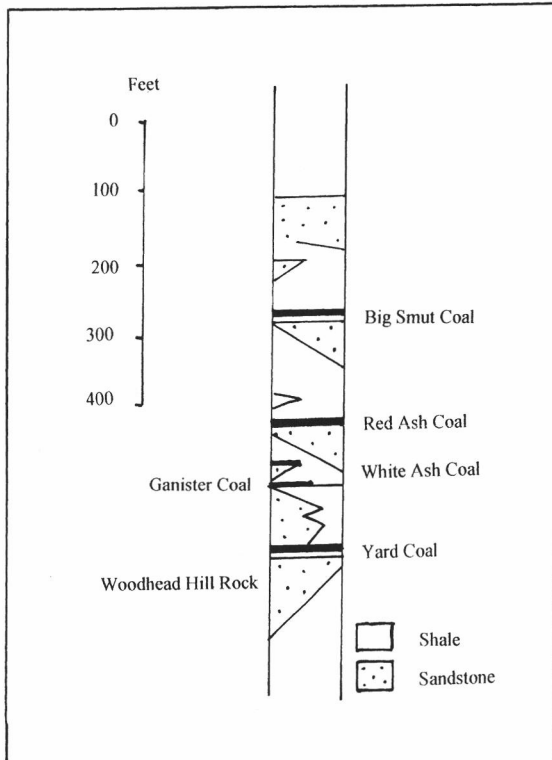 Feet
0
100
200
300
400
Big Smut Coal
Red Ash Coal
White Ash Coal
Ganister Coal
Yard Coal
Woodhead Hill Rock
Shale
Sandstone